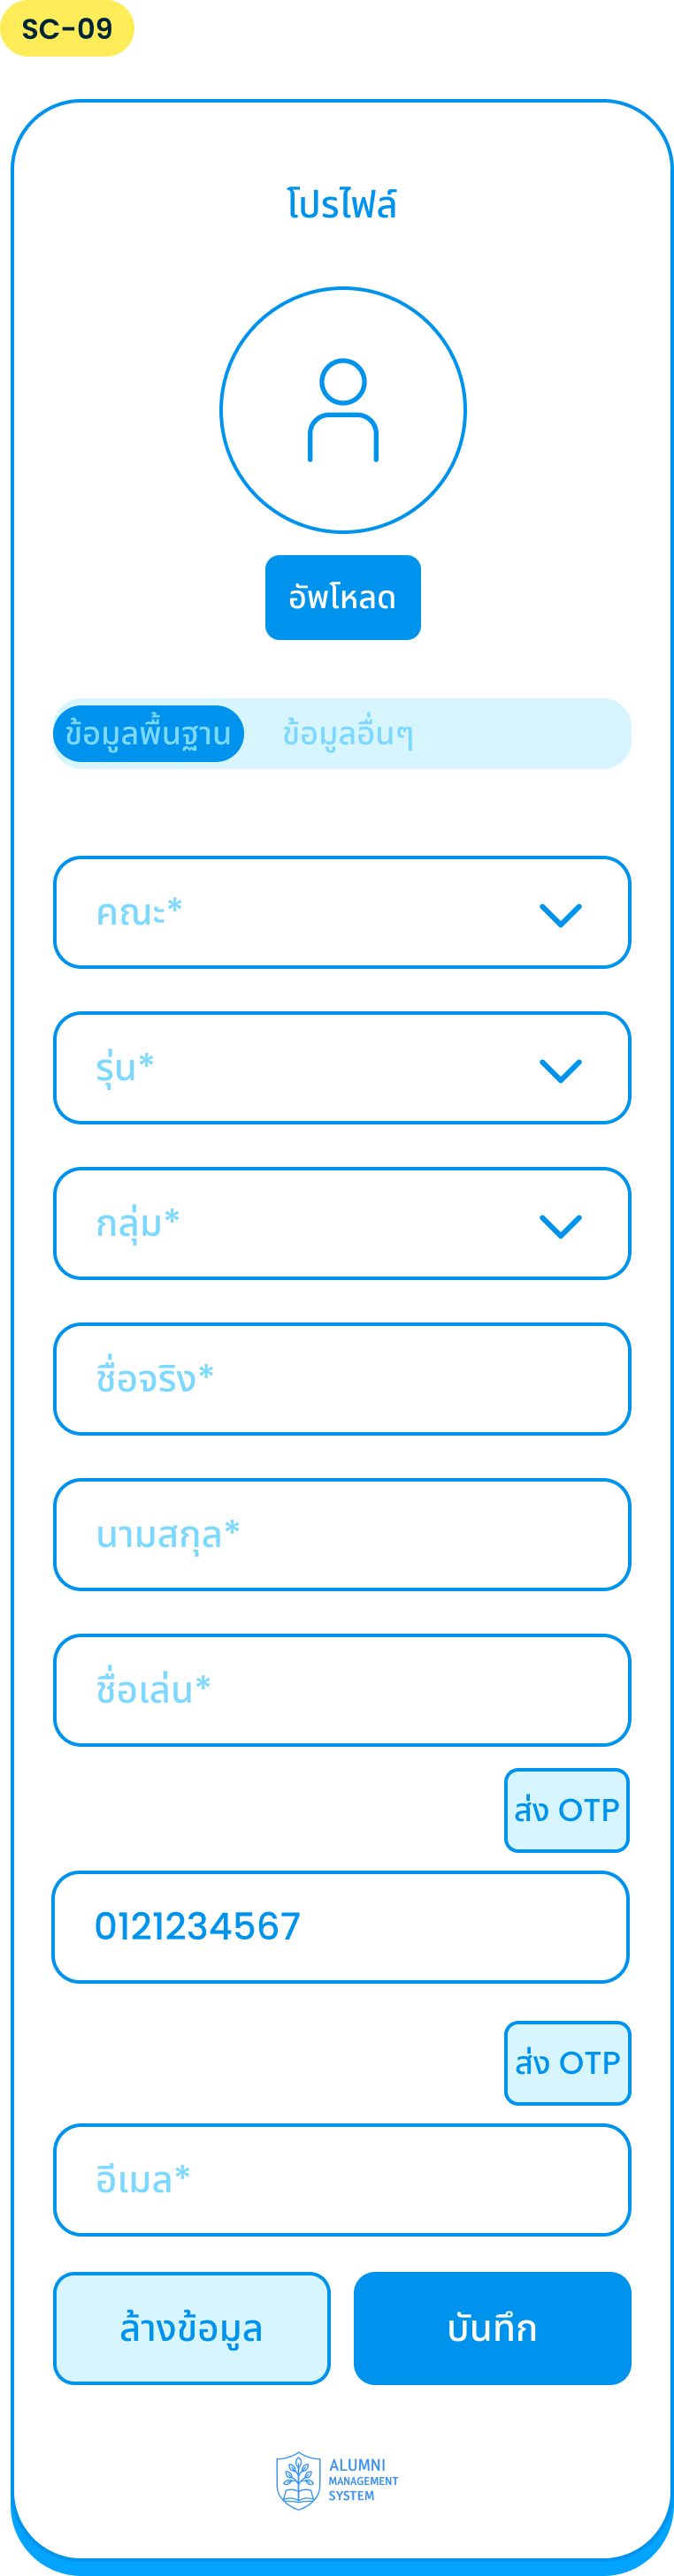 SC-09
โปรไฟล์
อัพโหลด
ข้อมูลพื้นฐาน ข้อมูลอื่นๆ
คณะ*
รุ่น*
กลุ่ม*
ชื่อจริง*
นามสกุล*
ชื่อเล่น*
ส่ง OTP
0121234567
ส่ง OTP
อีเมล*
ล้างข้อมูล บันทึก
ALUMNI
MANAGEMENT
SYSTEM